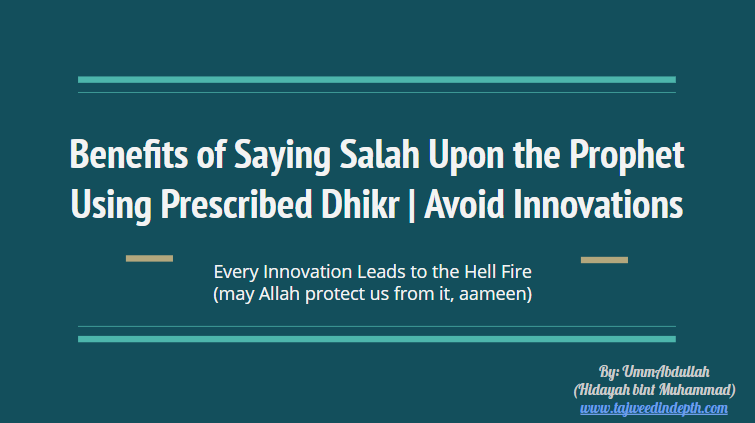 Benefits of Saying Salah Upon the Prophet
Using Prescribed Dhikr | Avoid Innovations
Every Innovation Leads to the Hell Fire
(may Allah protect us from it, aameen)
By: UmmAbdullah
(Hidayah bint Muhammad)
www.tajweedindepth.com